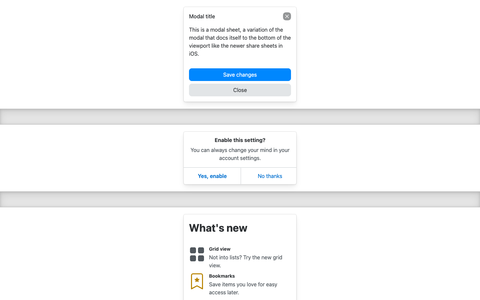 Modal title
This is a modal sheet, a variation of the
modal that docs itself to the bottom of the
viewport like the newer share sheets in
iOS.
Save changes
Close
Enable this setting?
You can always change your mind in your
account settings.
Yes, enable
No thanks
What's new
Grid view
Not into lists? Try the new grid
view.
Bookmarks
Save items you love for easy
access later.